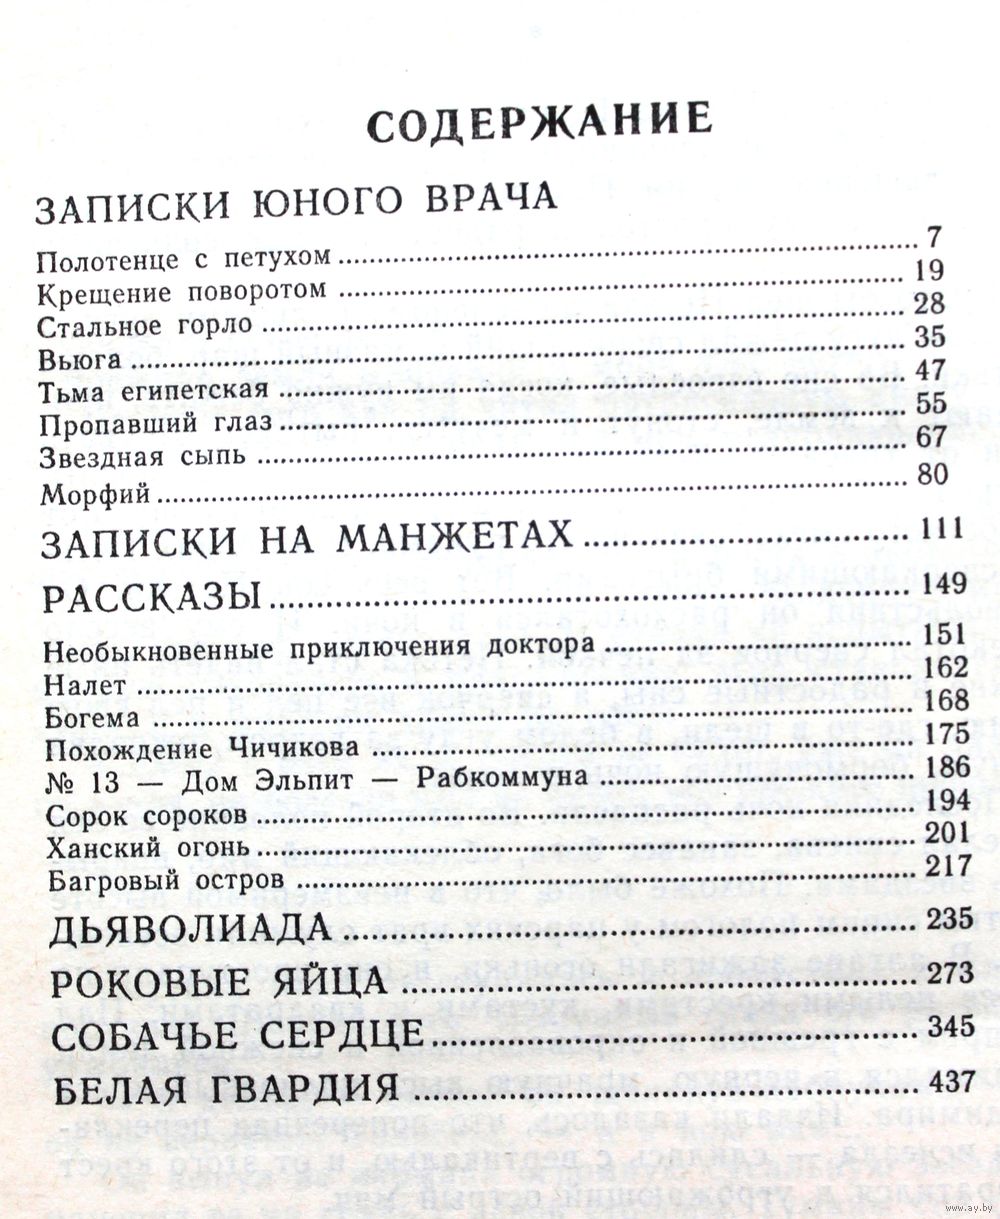 СОДЕРЖАНИЕ
ЗАПИСКИ ЮНОГО ВРАЧА
Полотенце с петухом ... 7
Крещение поворотом ... 19
Стальное горло ... 28
Вьюга ... 35
Тьма египетская ... 47
Пропавший глаз ... 55
Звездная сыпь ... 67
Морфий ... 80
ЗАПИСКИ НА МАНЖЕТАХ ... 111
РАССКАЗЫ ... 149
Необыкновенные приключения доктора ... 151
Налет ... 162
Богема ... 168
Похождение Чичикова ... 175
№ 13 — Дом Эльпит — Рабкоммуна ... 186
Сорок сороков ... 194
Ханский огонь ... 201
Багровый остров ... 217
ДЬЯВОЛИАДА ... 235
РОКОВЫЕ ЯЙЦА ... 273
СОБАЧЬЕ СЕРДЦЕ ... 345
БЕЛАЯ ГВАРДИЯ ... 437
www.ay.by